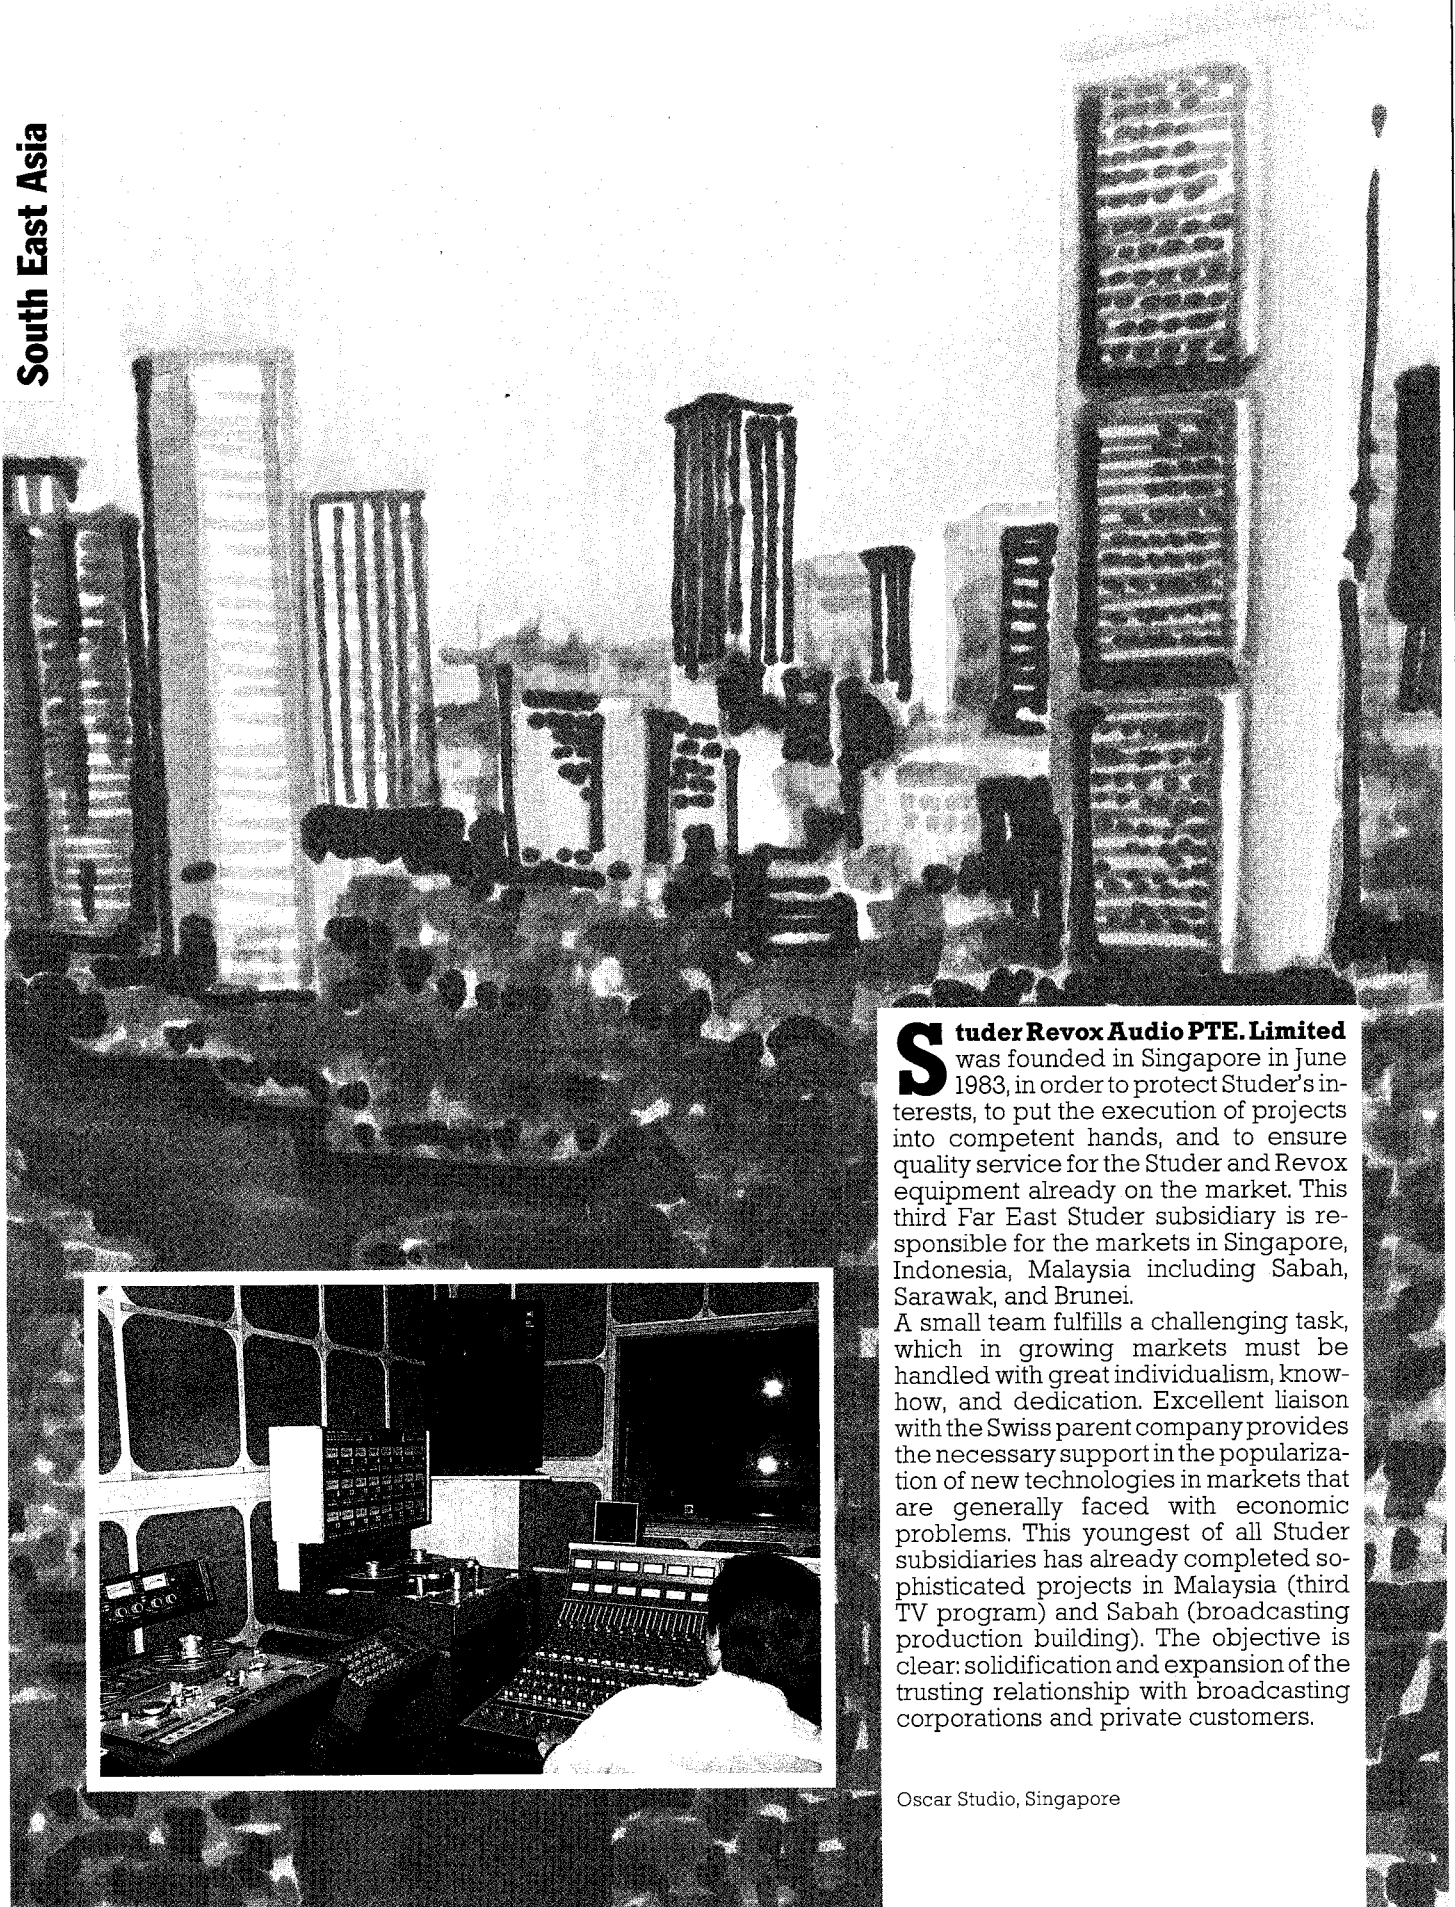 South East Asia
Studer Revox Audio PTE. Limited
was founded in Singapore in June
1983, in order to protect Studer's in-
terests, to put the execution of projects
into competent hands, and to ensure
quality service for the Studer and Revox
equipment already on the market. This
third Far East Studer subsidiary is re-
sponsible for the markets in Singapore,
Indonesia, Malaysia including Sabah,
Sarawak, and Brunei.
A small team fulfills a challenging task,
which in growing markets must be
handled with great individualism, know-
how, and dedication. Excellent liaison
with the Swiss parent company provides
the necessary support in the populariza-
tion of new technologies in markets that
are generally faced with economic
problems. This youngest of all Studer
subsidiaries has already completed so-
phisticated projects in Malaysia (third
TV program) and Sabah (broadcasting
production building). The objective is
clear: solidification and expansion of the
trusting relationship with broadcasting
corporations and private customers.
Oscar Studio, Singapore